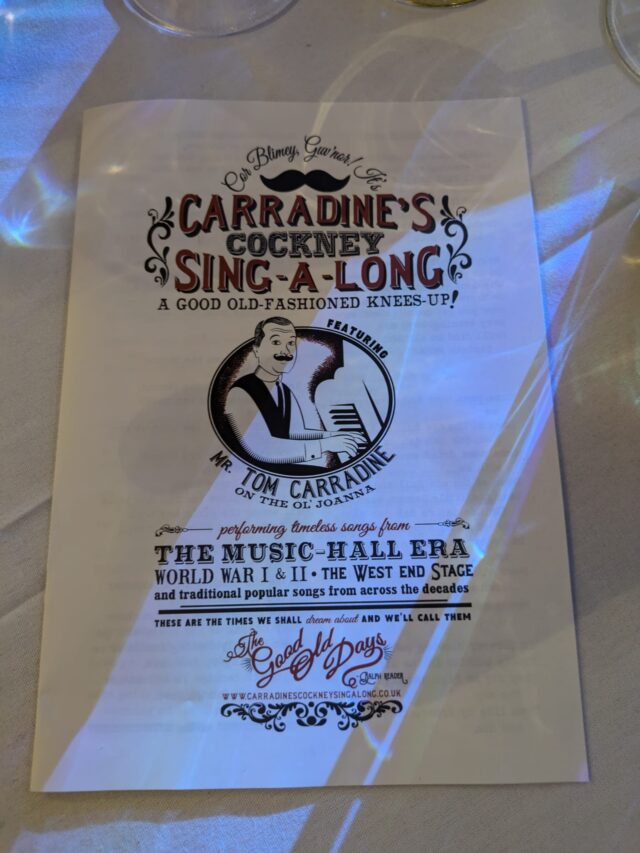 Cor Blimey, Guv'nor! It's
CARRADINE'S
COCKNEY
SING-A-LONG
A GOOD OLD-FASHIONED KNEES-UP!
FEATURING
MR. TOM CARRADINE
ON THE OL' JOANNA
performing timeless songs from
THE MUSIC-HALL ERA
WORLD WAR I & II • THE WEST END STAGE
and traditional popular songs from across the decades
THESE ARE THE TIMES WE SHALL dream about AND WE'LL CALL THEM
The Good Old Days
- RALPH READER
WWW.CARRADINESCOCKNEYSINGALONG.CO.UK